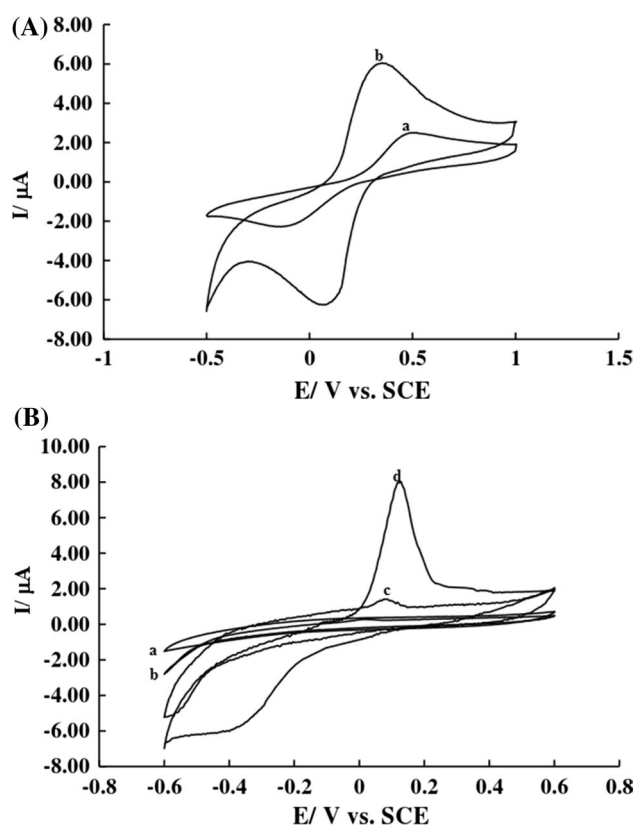 (A)
8.00
6.00
4.00
2.00
0.00
-2.00
-4.00
-6.00
-8.00
I/ µA
b
a
-1
-0.5
0
0.5
1
1.5
E/ V vs. SCE
(B)
10.00
8.00
6.00
4.00
2.00
0.00
-2.00
-4.00
-6.00
-8.00
I/ µA
d
c
a
b
-0.8
-0.6
-0.4
-0.2
0
0.2
0.4
0.6
0.8
E/ V vs. SCE